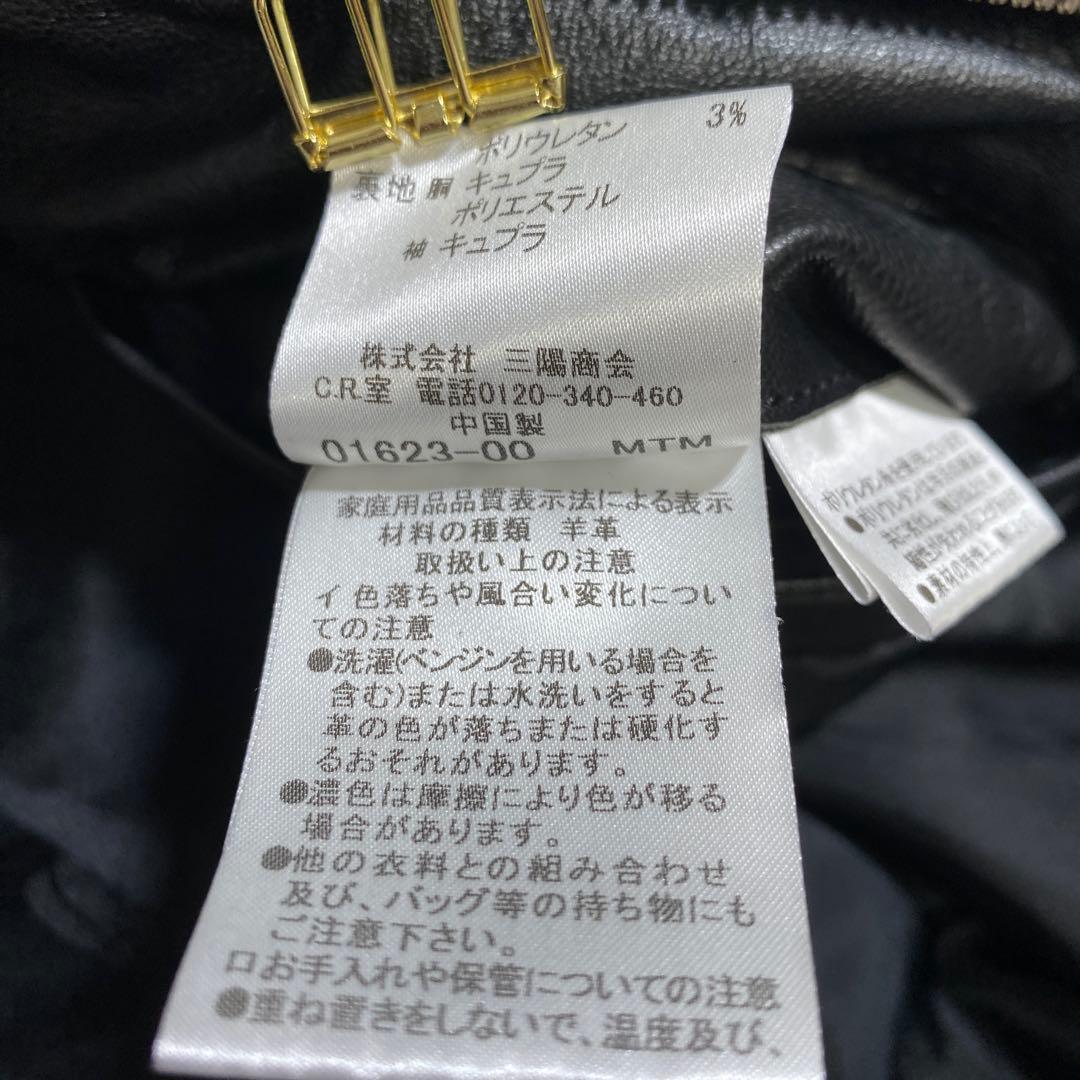 ポリウレタン 3%
裏地 胴 キュプラ
ポリエステル
袖 キュプラ
株式会社 三陽商会
C.R.室 電話0120-340-460
中国製
01623-00 MTM
家庭用品品質表示法による表示
材料の種類 羊革
取扱い上の注意
イ 色落ちや風合い変化につい
ての注意
●洗濯(ベンジンを用いる場合を
含む)または水洗いをすると
革の色が落ちまたは硬化す
るおそれがあります。
●濃色は摩擦により色が移る
場合があります。
●他の衣料との組み合わせ
及び、バッグ等の持ち物にも
ご注意下さい。
ロお手入れや保管についての注意
●重ね置きをしないで、温度及び、